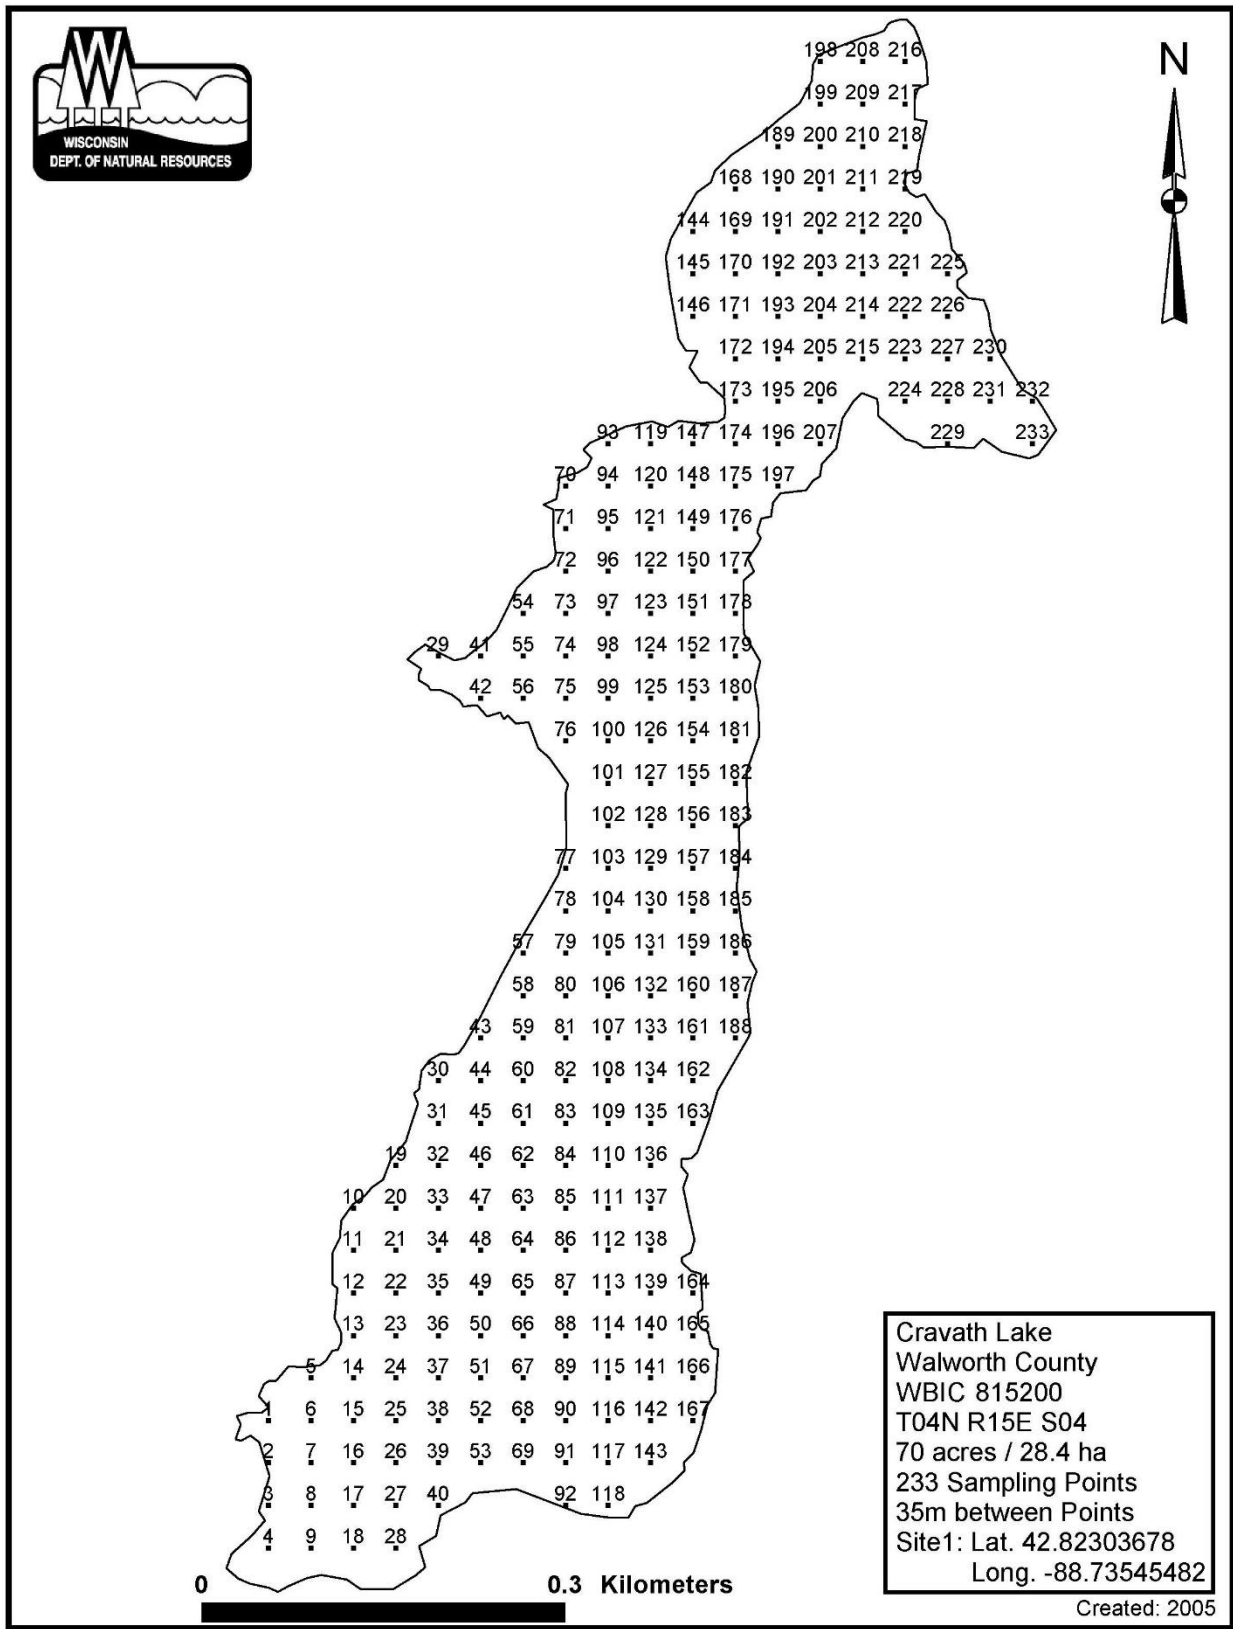 W
WISCONSIN
DEPT. OF NATURAL RESOURCES
N
198 208 216
199 209 217
189 200 210 218
168 190 201 211 219
144 169 191 202 212 220
145 170 192 203 213 221 225
146 171 193 204 214 222 226
172 194 205 215 223 227 230
173 195 206 224 228 231 232
93 119 147 174 196 207 229 233
70 94 120 148 175 197
71 95 121 149 176
72 96 122 150 177
54 73 97 123 151 178
29 41 55 74 98 124 152 179
42 56 75 99 125 153 180
76 100 126 154 181
101 127 155 182
102 128 156 183
77 103 129 157 184
78 104 130 158 185
57 79 105 131 159 186
58 80 106 132 160 187
43 59 81 107 133 161 188
30 44 60 82 108 134 162
31 45 61 83 109 135 163
19 32 46 62 84 110 136
10 20 33 47 63 85 111 137
11 21 34 48 64 86 112 138
12 22 35 49 65 87 113 139 164
13 23 36 50 66 88 114 140 165
5 14 24 37 51 67 89 115 141 166
1 6 15 25 38 52 68 90 116 142 167
2 7 16 26 39 53 69 91 117 143
3 8 17 27 40 92 118
4 9 18 28
0 0.3 Kilometers
Cravath Lake
Walworth County
WBIC 815200
T04N R15E S04
70 acres / 28.4 ha
233 Sampling Points
35m between Points
Site1: Lat. 42.82303678
Long. -88.73545482
Created: 2005